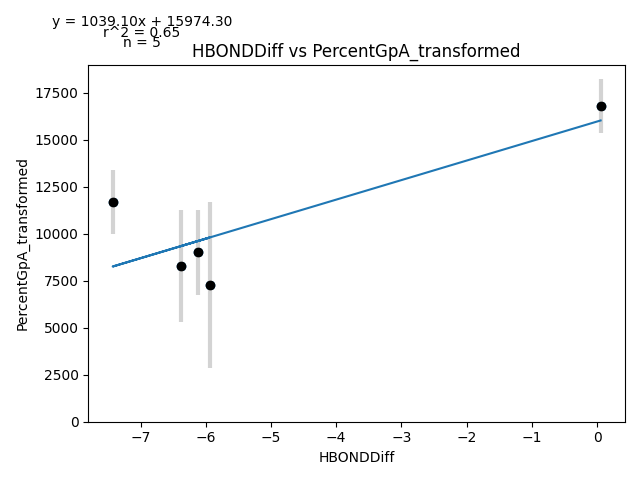 y = 1039.10x + 15974.30
r^2 = 0.65
n = 5
HBONDDiff vs PercentGpA_transformed
PercentGpA_transformed
17500
15000
12500
10000
7500
5000
2500
0
−7
−6
−5
−4
−3
−2
−1
0
HBONDDiff